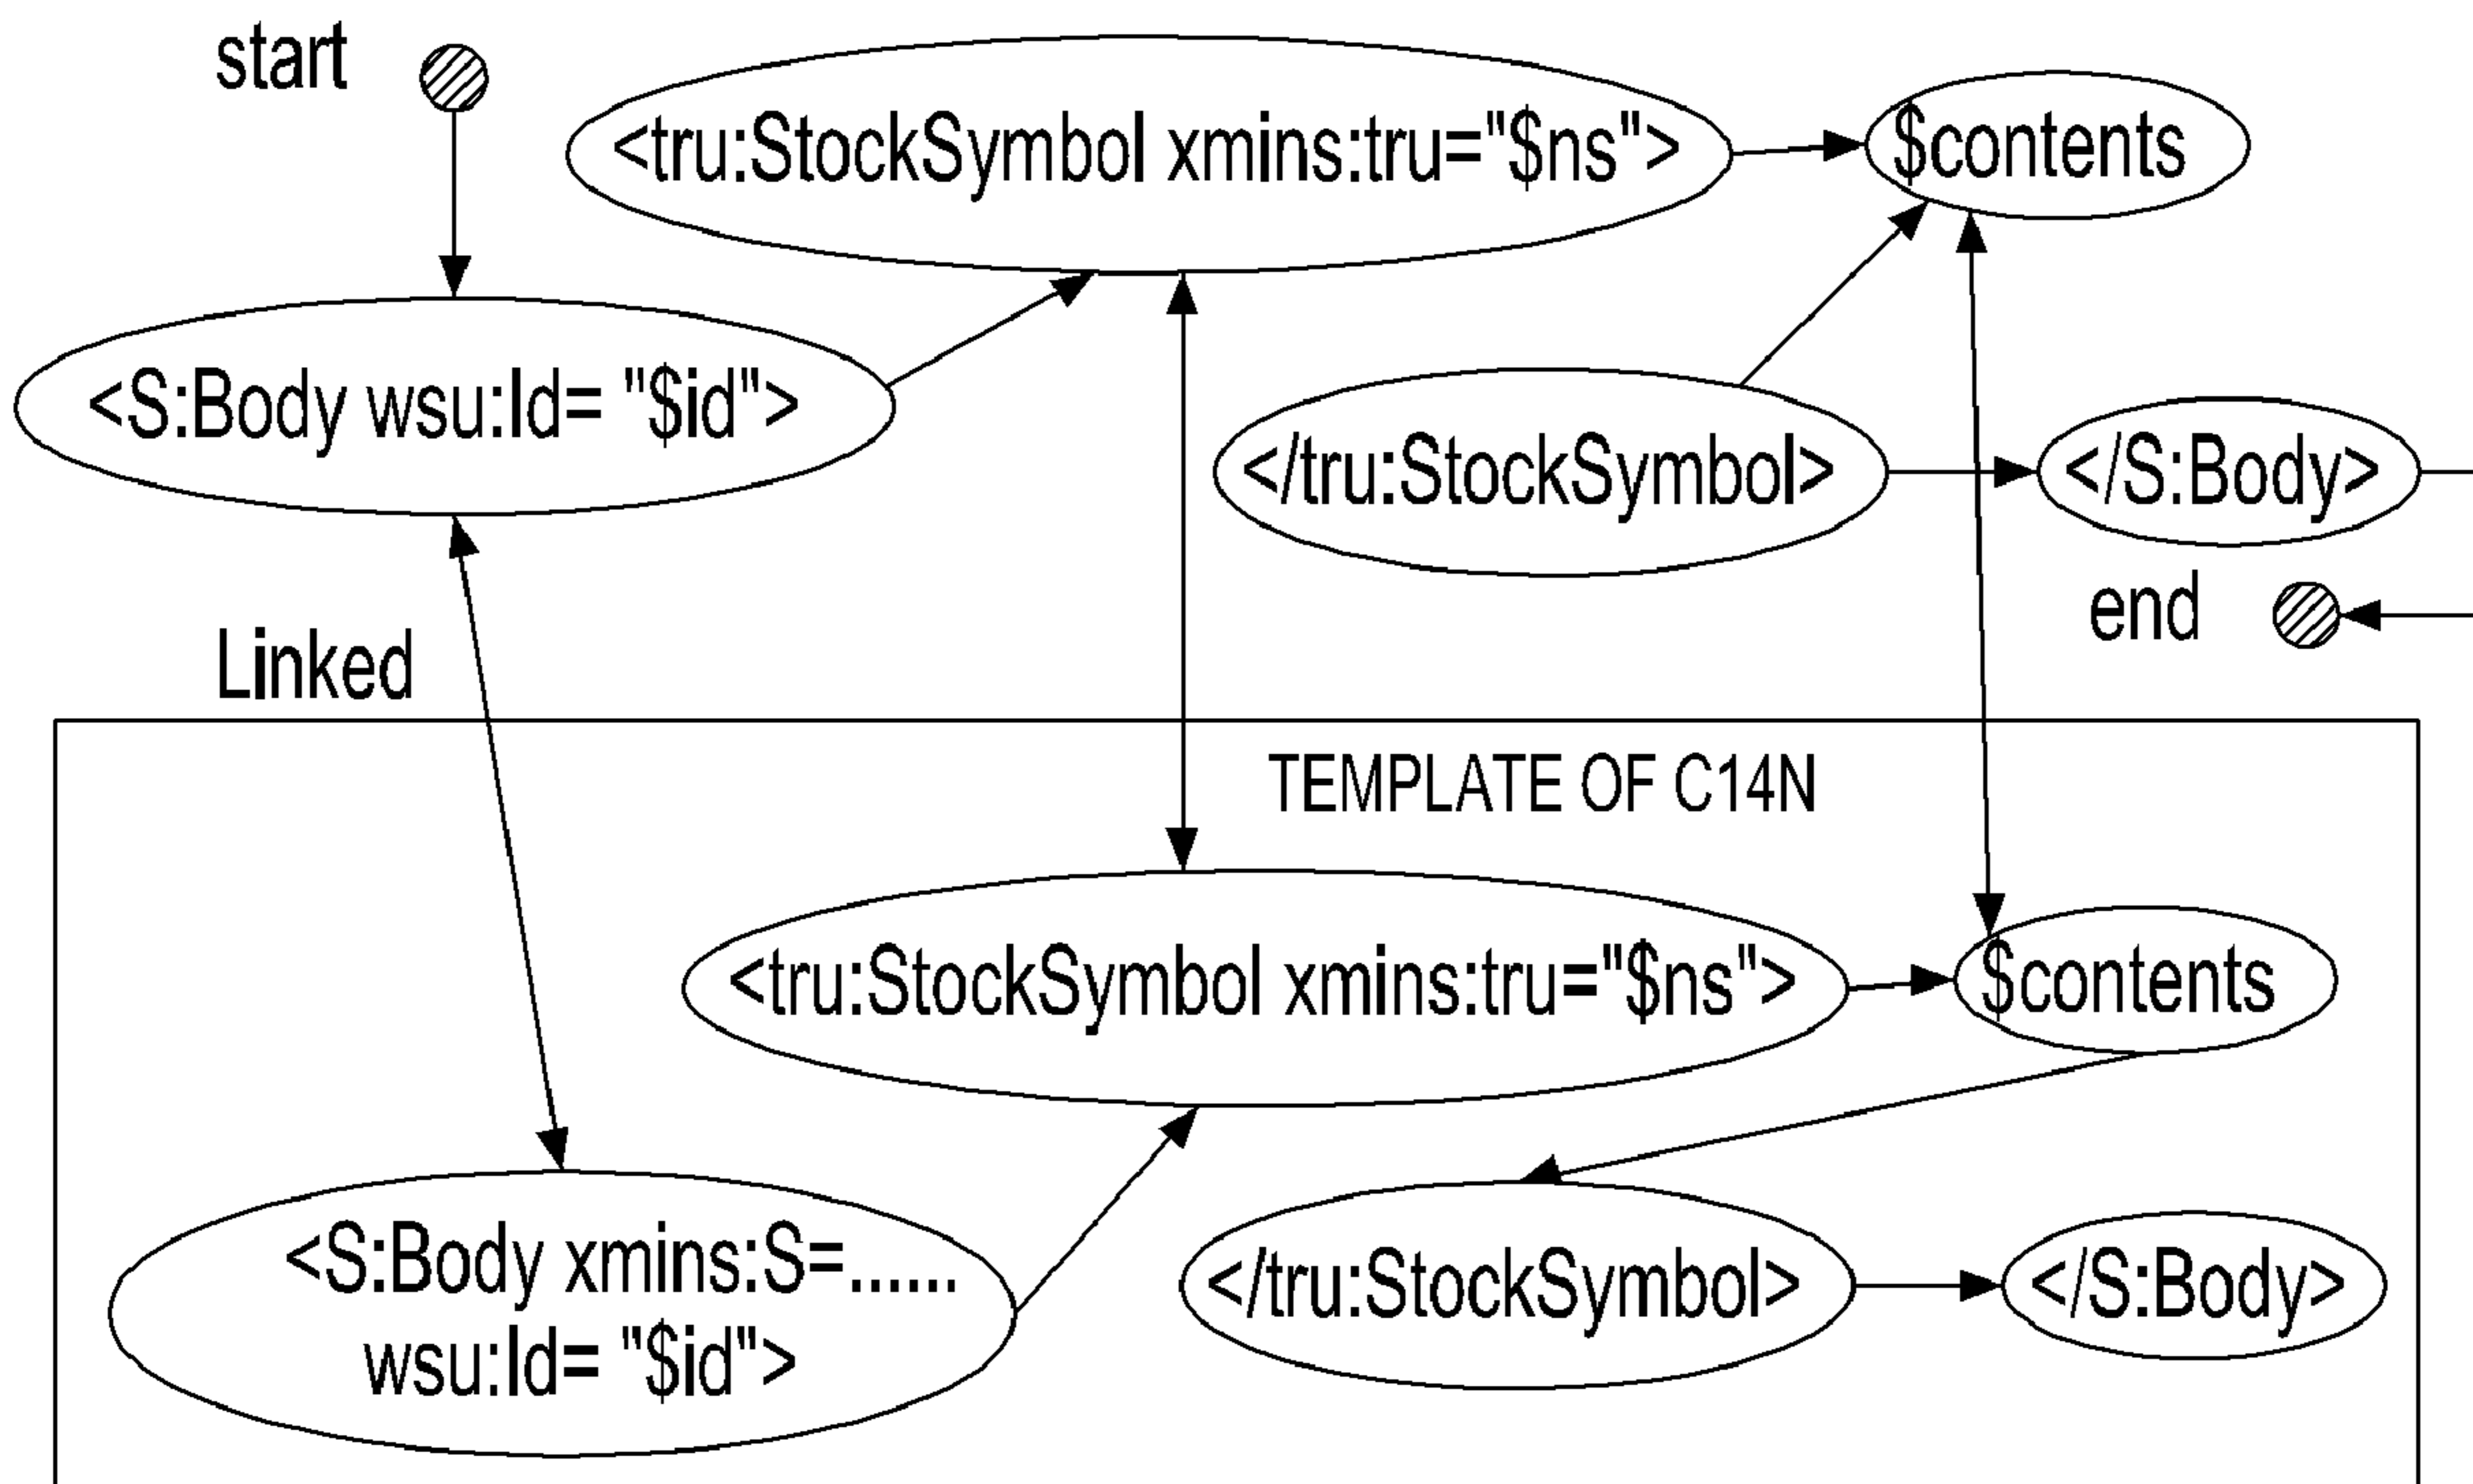 start
<tru:StockSymbol xmins:tru="$ns">
$contents
<S:Body wsu:Id= "$id">
</tru:StockSymbol>
</S:Body>
end
Linked
TEMPLATE OF C14N
<tru:StockSymbol xmins:tru="$ns">
$contents
<S:Body xmins:S=......
wsu:Id= "$id">
</tru:StockSymbol>
</S:Body>